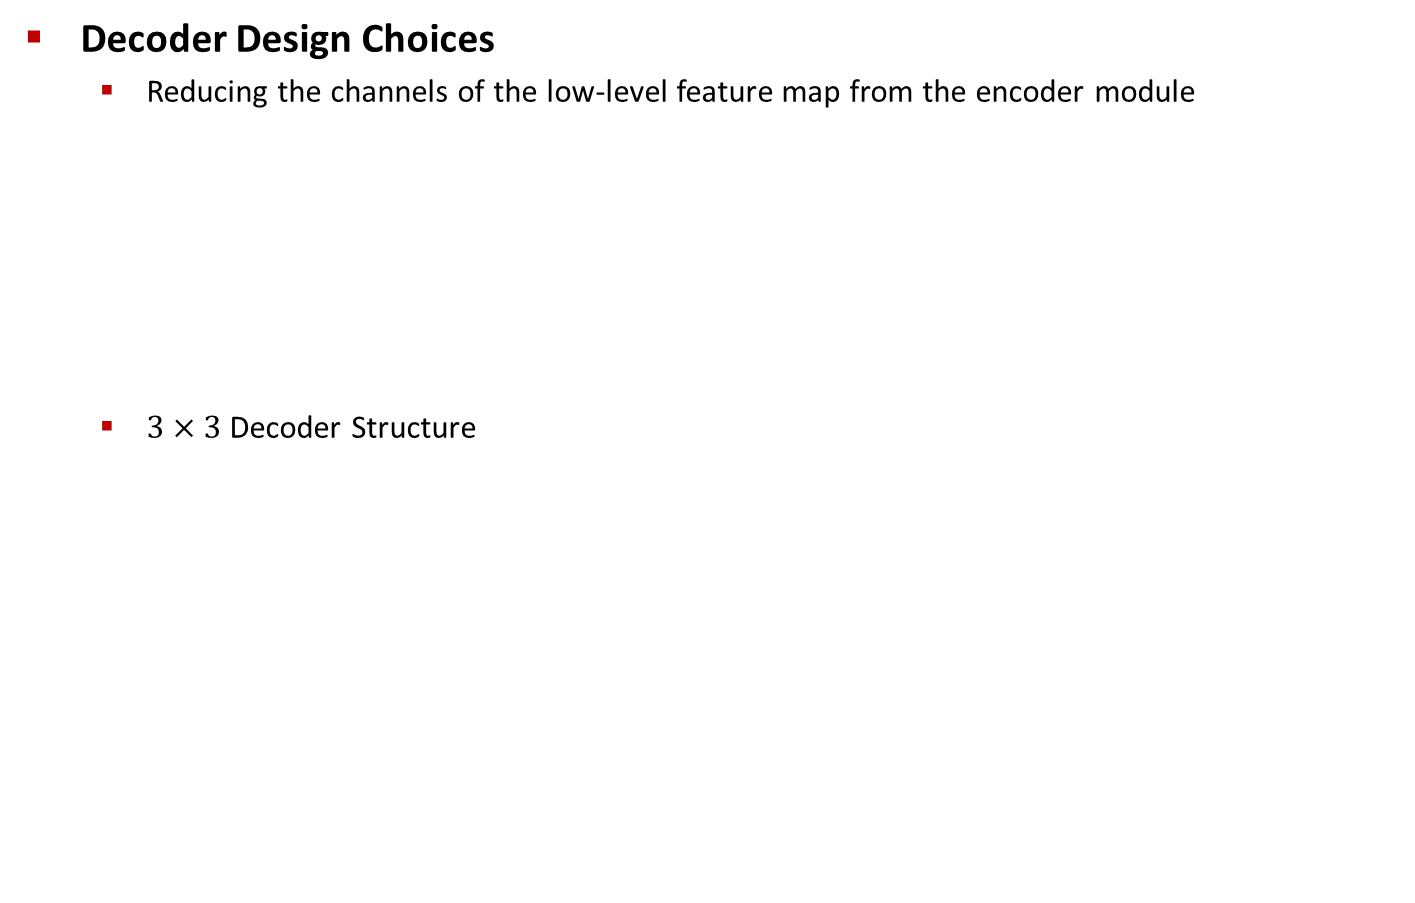 Decoder Design Choices
Reducing the channels of the low-level feature map from the encoder module
3 × 3 Decoder Structure